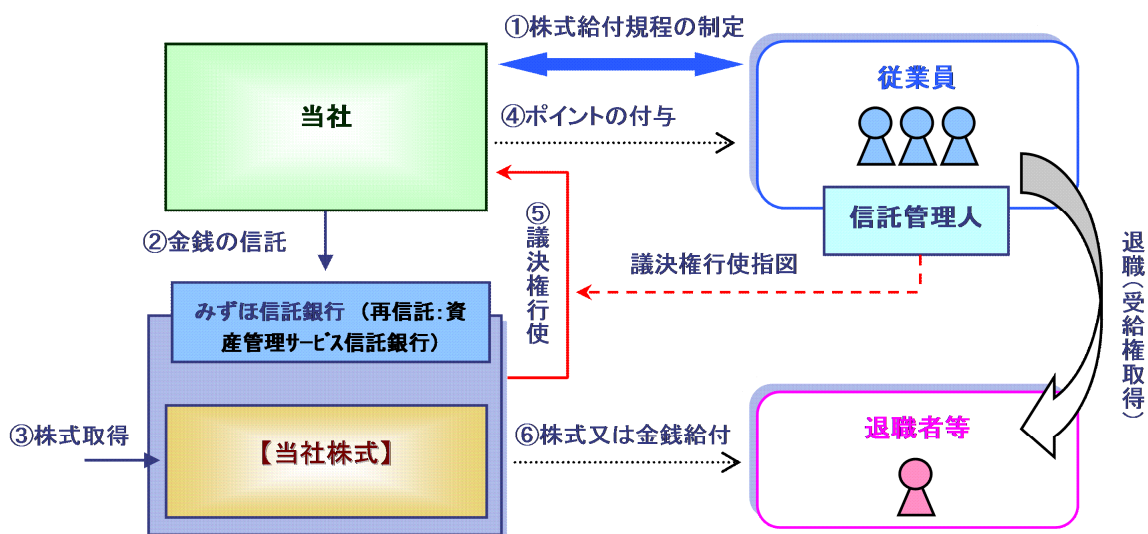 ①株式給付規程の制定
当社
従業員
④ポイントの付与
信託管理人
②金銭の信託
⑤議決権行使
議決権行使指図
退職(受給権取得)
みずほ信託銀行 (再信託:資
産管理サービス信託銀行)
③株式取得
【当社株式】
⑥株式又は金銭給付
退職者等